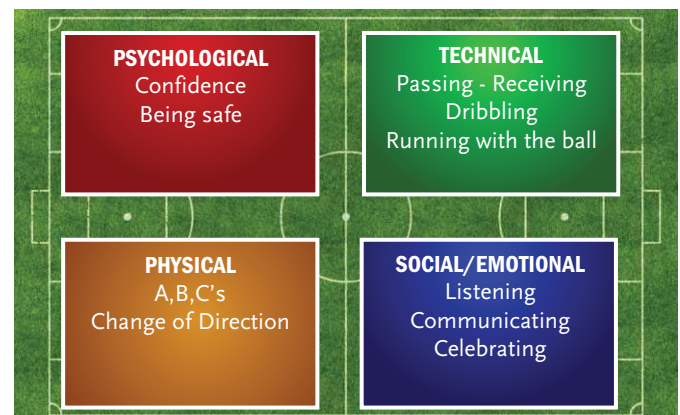 PSYCHOLOGICAL
Confidence
Being safe
TECHNICAL
Passing - Receiving
Dribbling
Running with the ball
PHYSICAL
A,B,C's
Change of Direction
SOCIAL/EMOTIONAL
Listening
Communicating
Celebrating